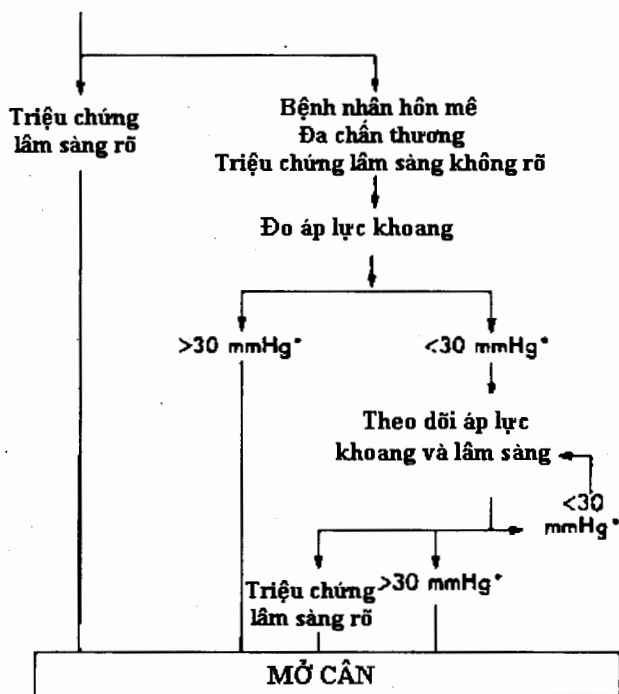 Triệu chứng
lâm sàng rõ
Bệnh nhân hôn mê
Đa chấn thương
Triệu chứng lâm sàng không rõ
Đo áp lực khoang
>30 mmHg*
<30 mmHg*
Theo dõi áp lực
khoang và lâm sàng
<30
mmHg*
Triệu chứng
lâm sàng rõ
>30 mmHg*
MỞ CÂN